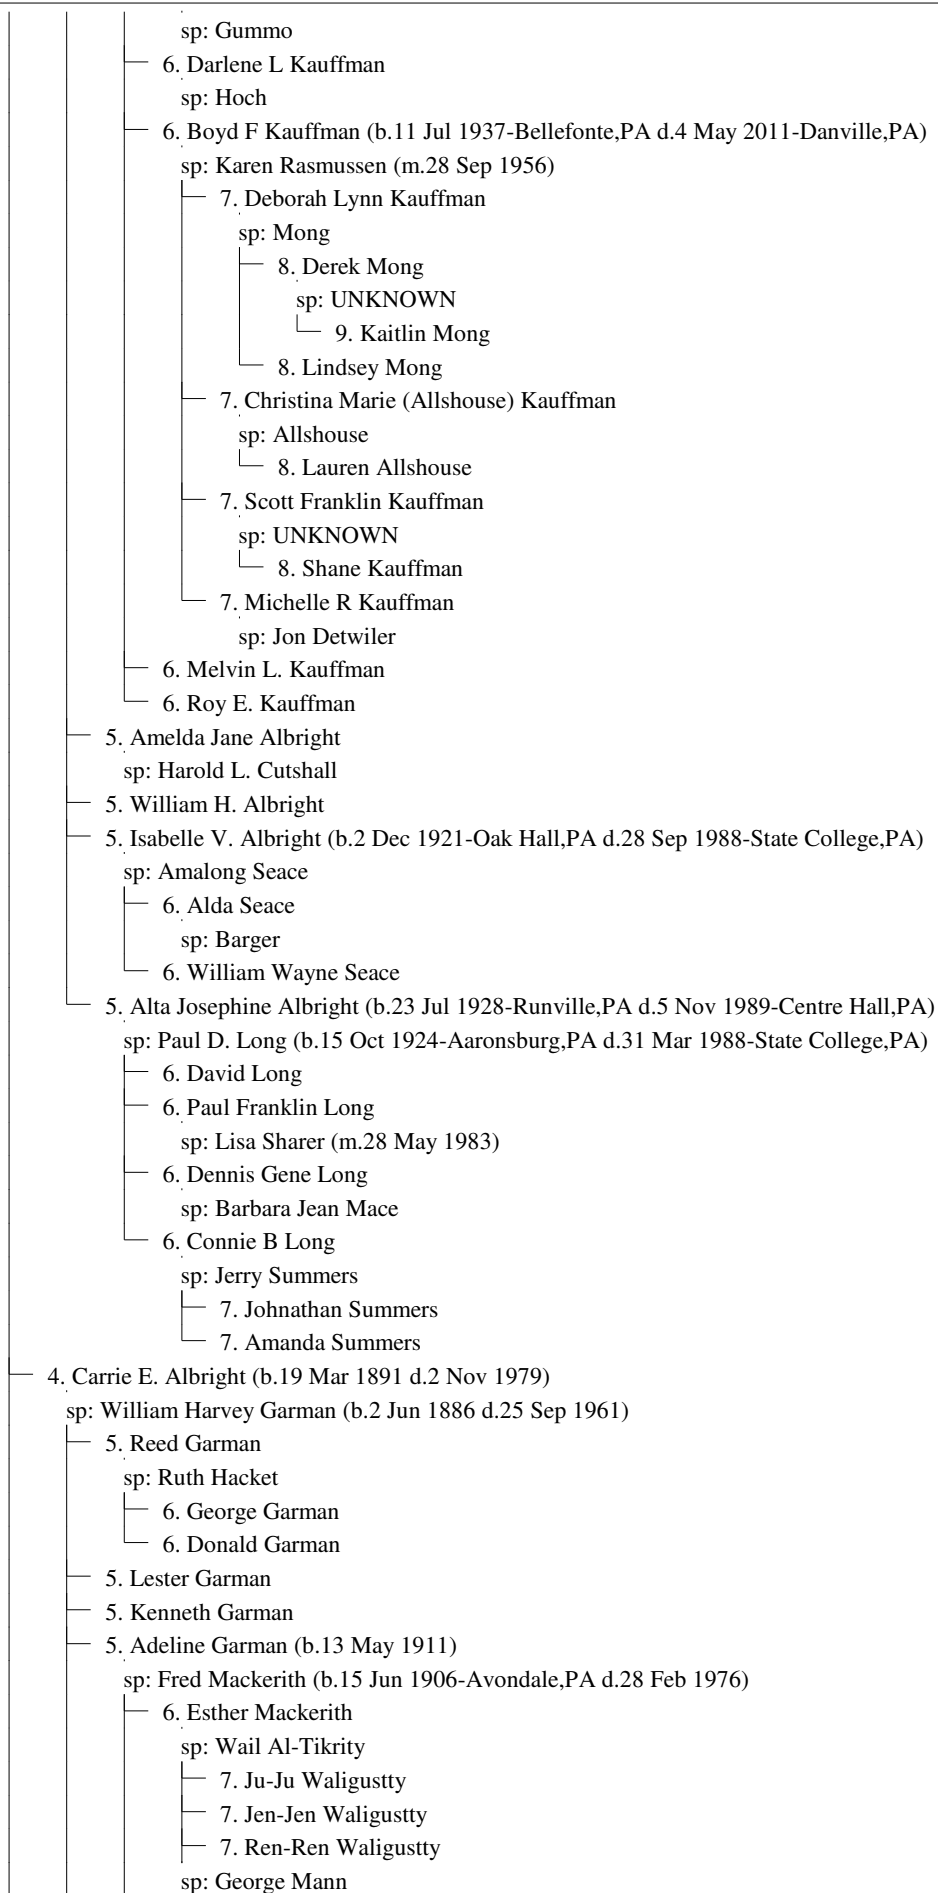 sp: Gummo
6. Darlene L Kauffman
sp: Hoch
6. Boyd F Kauffman (b.11 Jul 1937-Bellefonte,PA d.4 May 2011-Danville,PA)
sp: Karen Rasmussen (m.28 Sep 1956)
7. Deborah Lynn Kauffman
sp: Mong
8. Derek Mong
sp: UNKNOWN
9. Kaitlin Mong
8. Lindsey Mong
7. Christina Marie (Allshouse) Kauffman
sp: Allshouse
8. Lauren Allshouse
7. Scott Franklin Kauffman
sp: UNKNOWN
8. Shane Kauffman
7. Michelle R Kauffman
sp: Jon Detwiler
6. Melvin L. Kauffman
6. Roy E. Kauffman
5. Amelda Jane Albright
sp: Harold L. Cutshall
5. William H. Albright
5. Isabelle V. Albright (b.2 Dec 1921-Oak Hall,PA d.28 Sep 1988-State College,PA)
sp: Amalong Seace
6. Alda Seace
sp: Barger
6. William Wayne Seace
5. Alta Josephine Albright (b.23 Jul 1928-Runville,PA d.5 Nov 1989-Centre Hall,PA)
sp: Paul D. Long (b.15 Oct 1924-Aaronsburg,PA d.31 Mar 1988-State College,PA)
6. David Long
6. Paul Franklin Long
sp: Lisa Sharer (m.28 May 1983)
6. Dennis Gene Long
sp: Barbara Jean Mace
6. Connie B Long
sp: Jerry Summers
7. Johnathan Summers
7. Amanda Summers
4. Carrie E. Albright (b.19 Mar 1891 d.2 Nov 1979)
sp: William Harvey Garman (b.2 Jun 1886 d.25 Sep 1961)
5. Reed Garman
sp: Ruth Hacket
6. George Garman
6. Donald Garman
5. Lester Garman
5. Kenneth Garman
5. Adeline Garman (b.13 May 1911)
sp: Fred Mackerith (b.15 Jun 1906-Avondale,PA d.28 Feb 1976)
6. Esther Mackerith
sp: Wail Al-Tikrity
7. Ju-Ju Waligustty
7. Jen-Jen Waligustty
7. Ren-Ren Waligustty
sp: George Mann